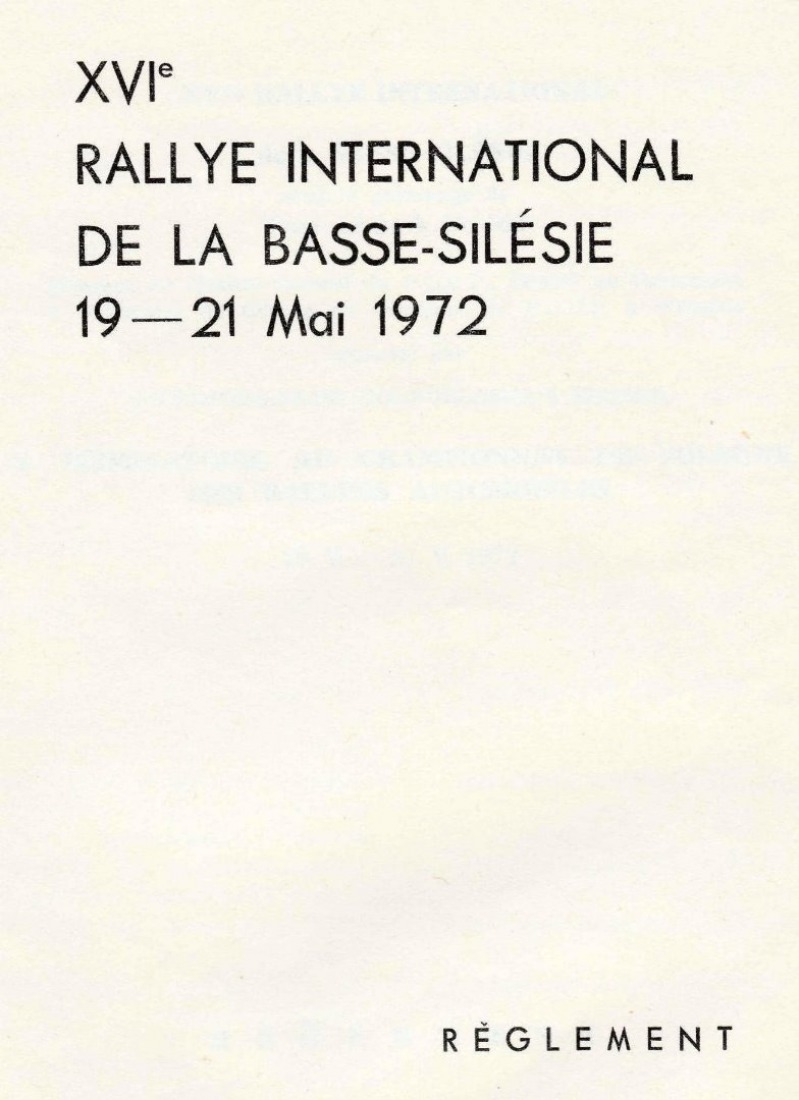 XVIe
RALLYE INTERNATIONAL
DE LA BASSE-SILÉSIE
19—21 Mai 1972
RĚGLEMENT